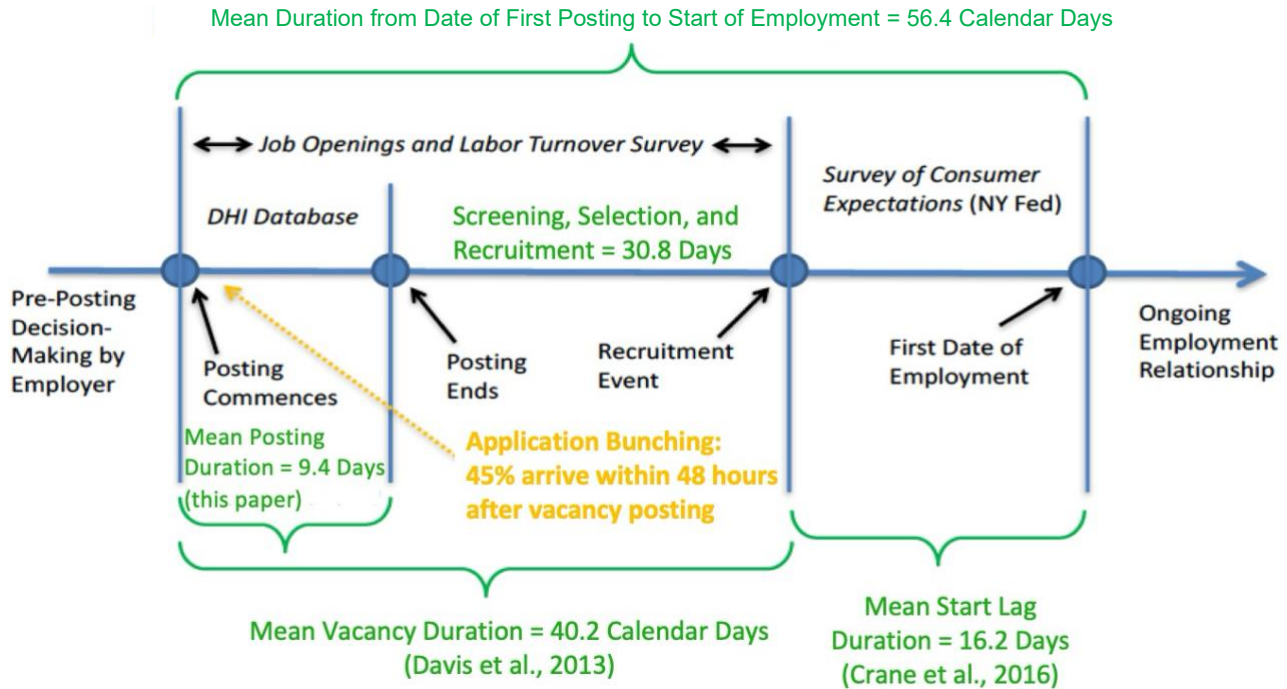 Mean Duration from Date of First Posting to Start of Employment = 56.4 Calendar Days
Job Openings and Labor Turnover Survey
Survey of Consumer
Expectations (NY Fed)
DHI Database
Screening, Selection, and
Recruitment = 30.8 Days
Pre-Posting
Decision-
Making by
Employer
Posting
Commences
Posting
Ends
Recruitment
Event
First Date of
Employment
Ongoing
Employment
Relationship
Mean Posting
Duration = 9.4 Days
(this paper)
Application Bunching:
45% arrive within 48 hours
after vacancy posting
Mean Vacancy Duration = 40.2 Calendar Days
(Davis et al., 2013)
Mean Start Lag
Duration = 16.2 Days
(Crane et al., 2016)